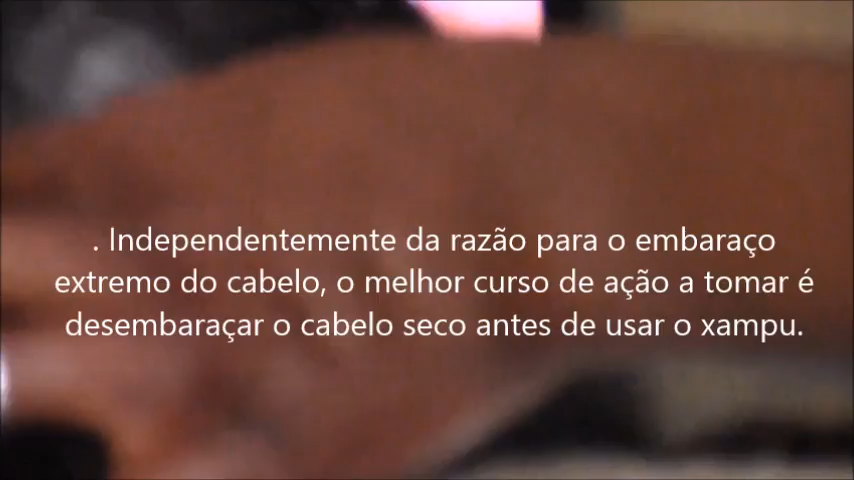 . Independentemente da razão para o embaraço
extremo do cabelo, o melhor curso de ação a tomar é
desembaraçar o cabelo seco antes de usar o xampu.